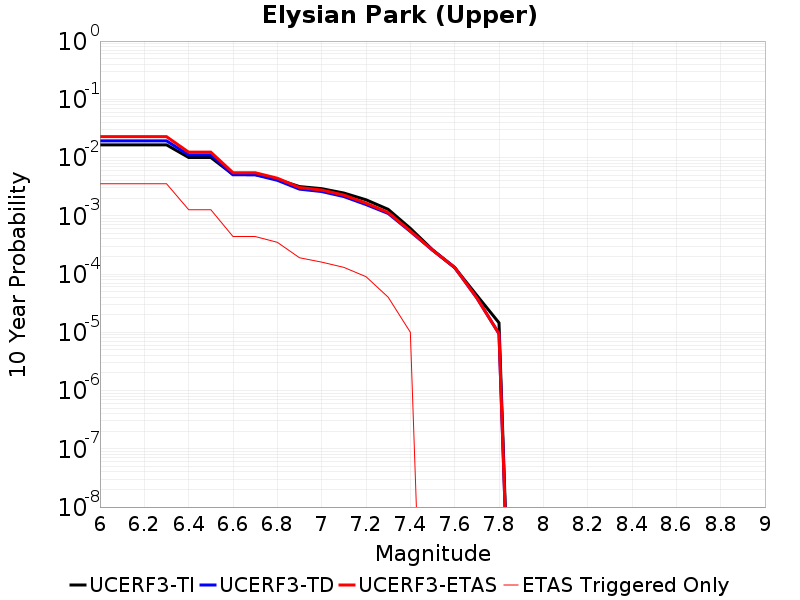 Elysian Park (Upper)
10 Year Probability
10^0
10^-1
10^-2
10^-3
10^-4
10^-5
10^-6
10^-7
10^-8
6 6.2 6.4 6.6 6.8 7 7.2 7.4 7.6 7.8 8 8.2 8.4 8.6 8.8 9
Magnitude
UCERF3-TI UCERF3-TD UCERF3-ETAS ETAS Triggered Only